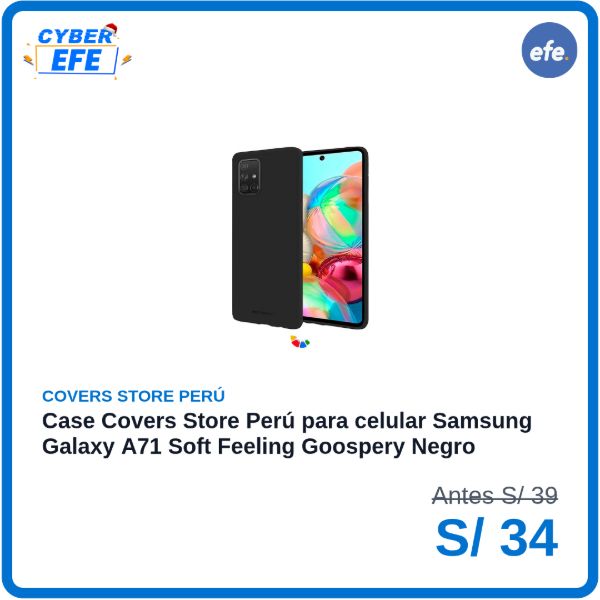 CYBER
EFE
efe.
COVERS STORE PERÚ
Case Covers Store Perú para celular Samsung
Galaxy A71 Soft Feeling Goospery Negro
Antes S/ 39
S/ 34